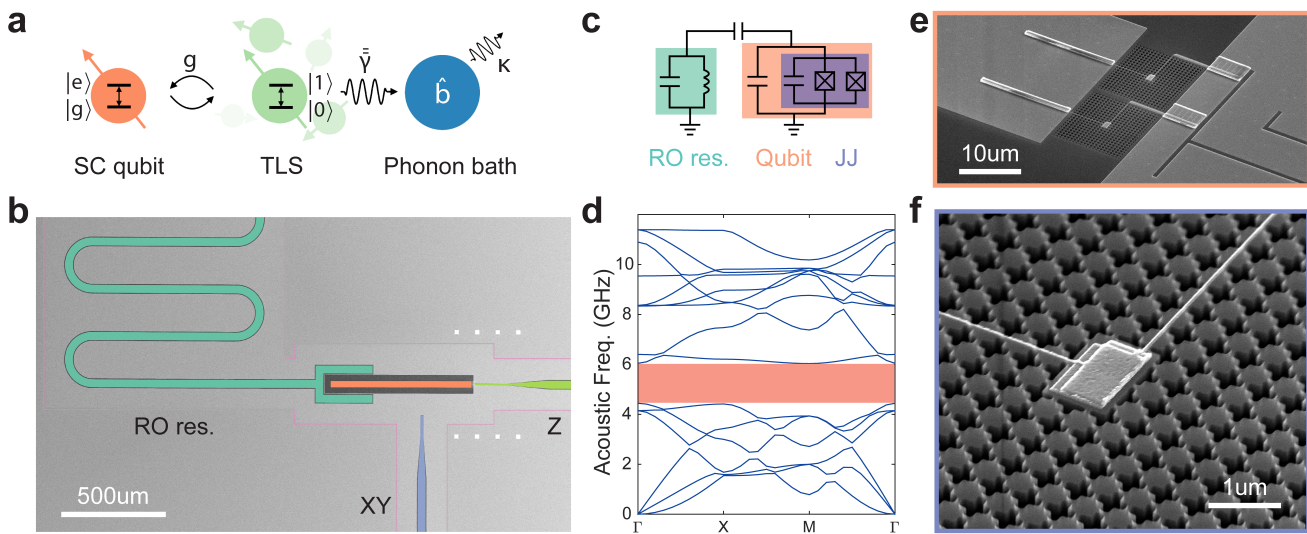 a
|e⟩
|g⟩
g
|1⟩
|0⟩
γ̿
b̂
κ
SC qubit
TLS
Phonon bath
b
RO res.
500um
XY
Z
c
RO res.
Qubit
JJ
d
Acoustic Freq. (GHz)
10
8
6
4
2
0
Γ
X
M
Γ
e
10um
f
1um